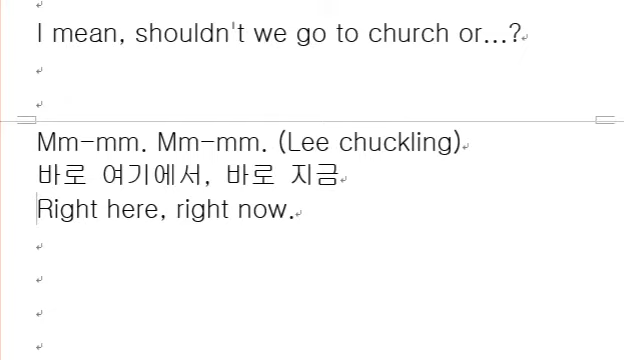 I mean, shouldn't we go to church or...?
Mm-mm. Mm-mm. (Lee chuckling)
바로 여기에서, 바로 지금
Right here, right now.